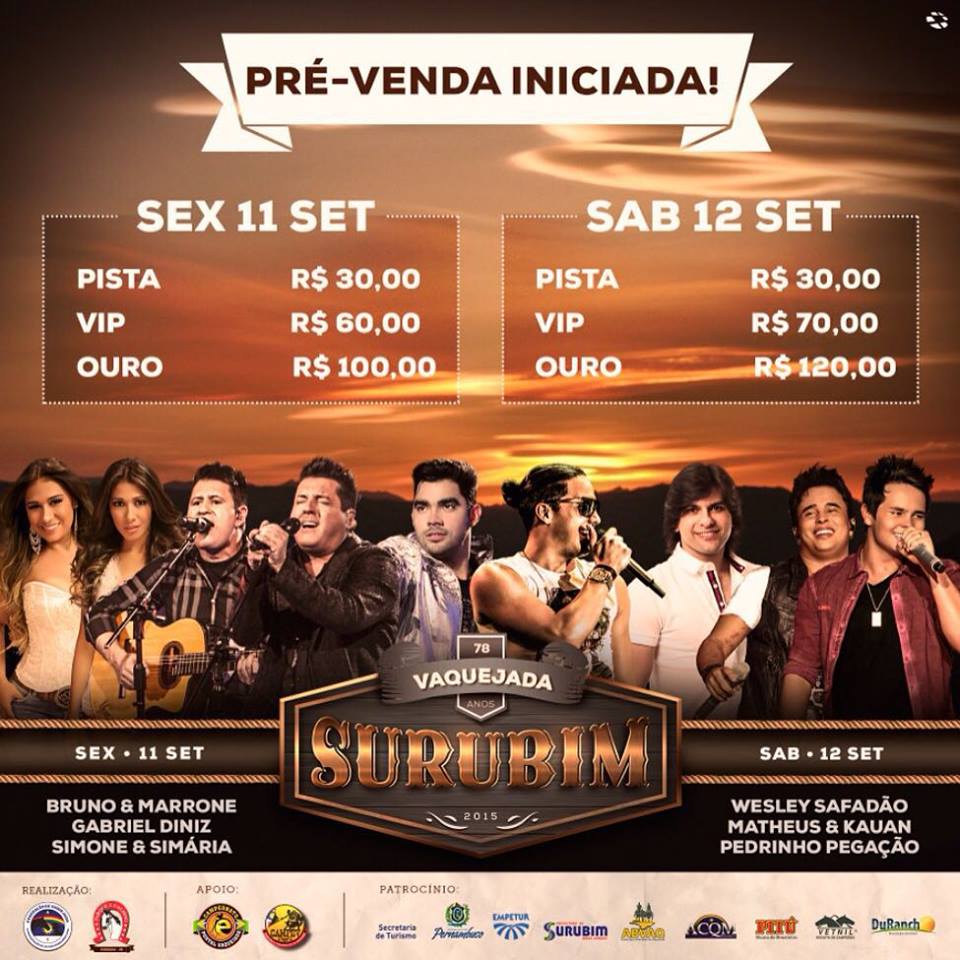 PRÉ-VENDA INICIADA!
SEX 11 SET
PISTA R$ 30,00
VIP R$ 60,00
OURO R$ 100,00
SAB 12 SET
PISTA R$ 30,00
VIP R$ 70,00
OURO R$ 120,00
78
VAQUEJADA
ANOS
SURUBIM
2015
SEX • 11 SET
BRUNO & MARRONE
GABRIEL DINIZ
SIMONE & SIMÁRIA
SAB • 12 SET
WESLEY SAFADÃO
MATHEUS & KAUAN
PEDRINHO PEGAÇÃO
REALIZAÇÃO:
APOIO:
PATROCÍNIO:
Secretaria
de Turismo
Pernambuco
EMPETUR
SURUBIM
ACQM
PITÚ
VETNIL
DuRanch